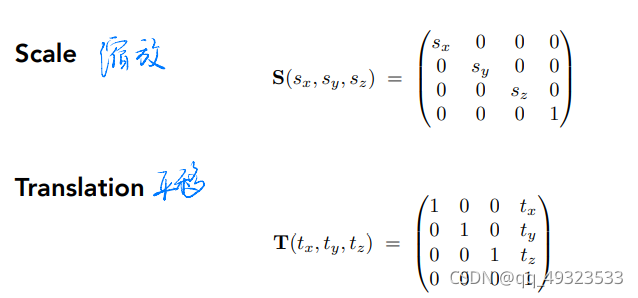 Scale 缩放
S(s_x, s_y, s_z) =
s_x 0 0 0
0 s_y 0 0
0 0 s_z 0
0 0 0 1
Translation 平移
T(t_x, t_y, t_z) =
1 0 0 t_x
0 1 0 t_y
0 0 1 t_z
0 0 0 1
CSDN @qq_49323533